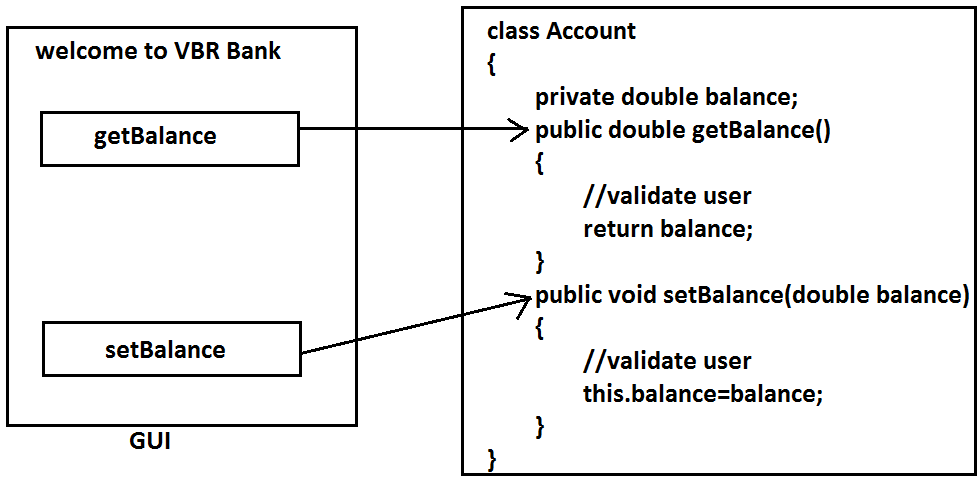 welcome to VBR Bank
getBalance
setBalance
GUI
class Account
{
private double balance;
public double getBalance()
{
//validate user
return balance;
}
public void setBalance(double balance)
{
//validate user
this.balance=balance;
}
}